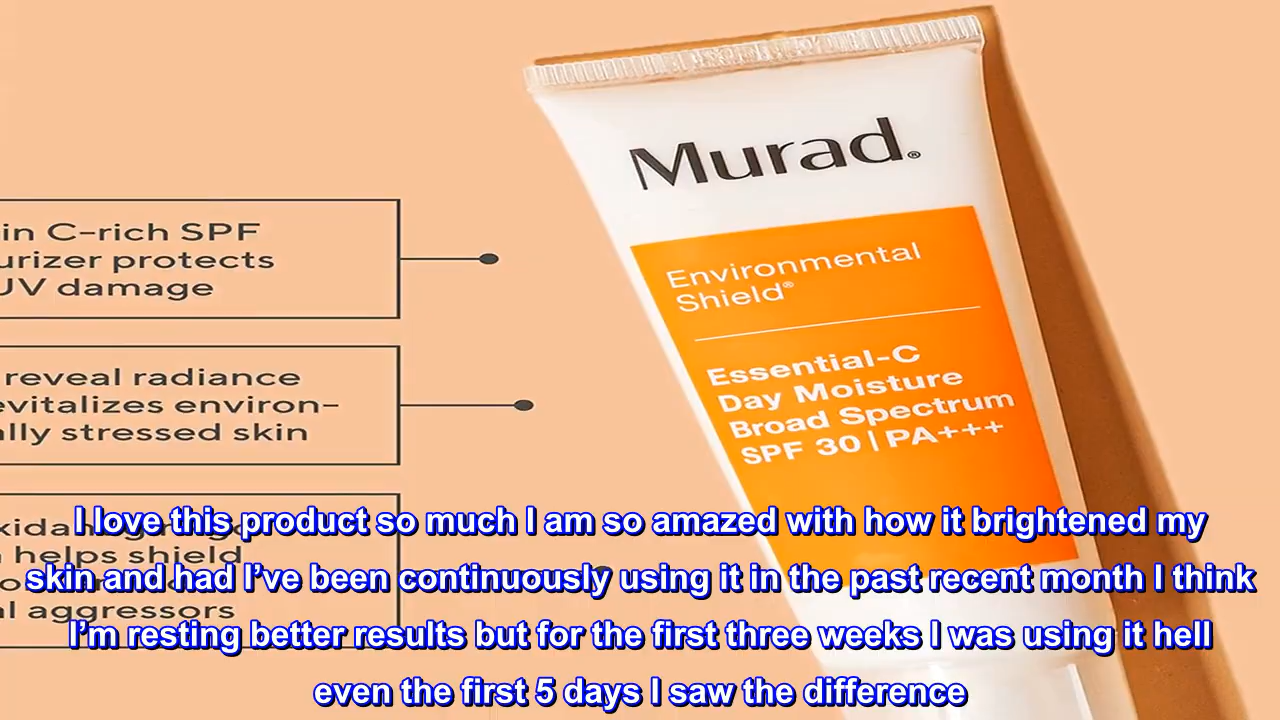 Murad®
Environmental
Shield®
Essential-C
Day Moisture
Broad Spectrum
SPF 30 | PA+++
in C-rich SPF
protects
UV damage
reveal radiance
environ-
stressed skin
helps shield
aggressors
I love this product so much I am so amazed with how it brightened my
skin and had I've been continuously using it in the past recent month I think
I'm resting better results but for the first three weeks I was using it hell
even the first 5 days I saw the difference